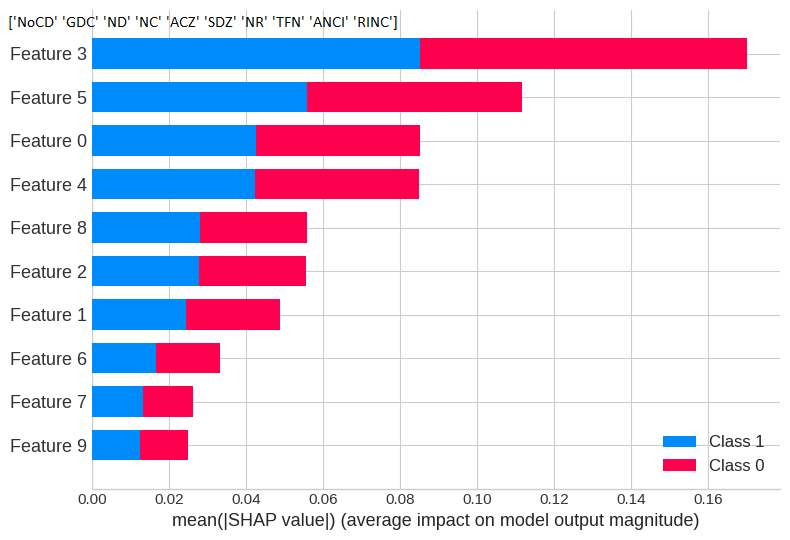 ['NoCD' 'GDC' 'ND' 'NC' 'ACZ' 'SDZ' 'NR' 'TFN' 'ANCI' 'RINC']
Feature 3
Feature 5
Feature 0
Feature 4
Feature 8
Feature 2
Feature 1
Feature 6
Feature 7
Feature 9
Class 1
Class 0
0.00 0.02 0.04 0.06 0.08 0.10 0.12 0.14 0.16
mean(|SHAP value|) (average impact on model output magnitude)